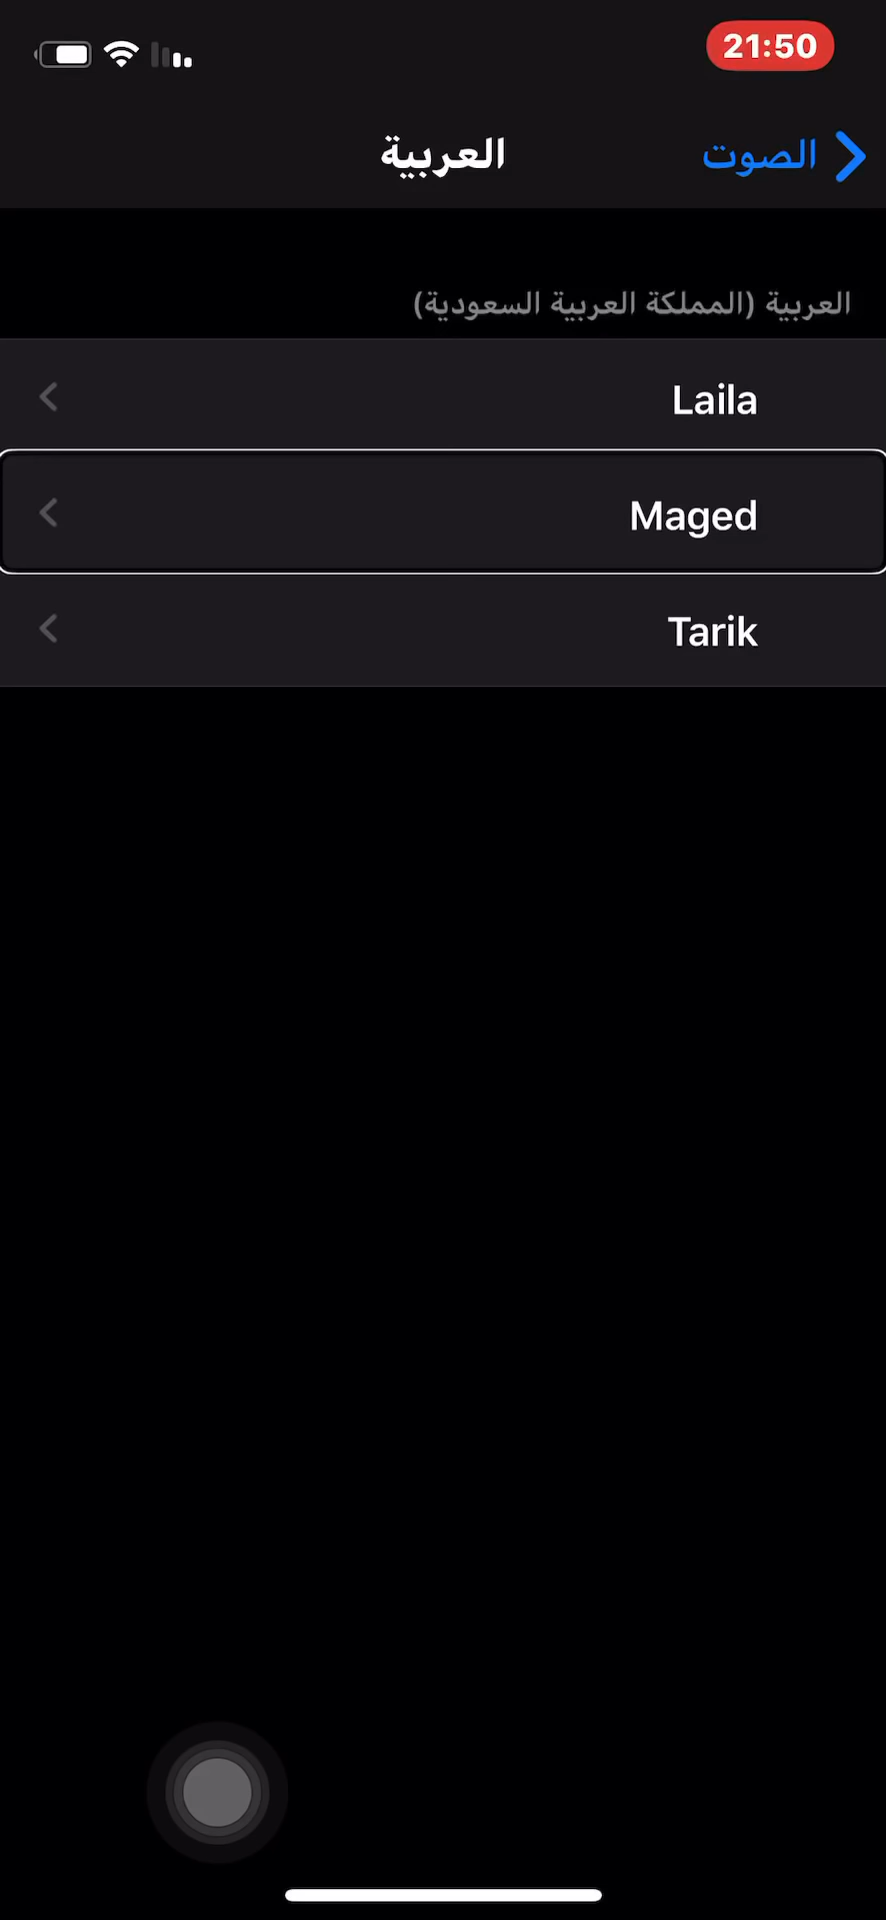 21:50
الصوت
العربية
العربية (المملكة العربية السعودية)
Laila
Maged
Tarik